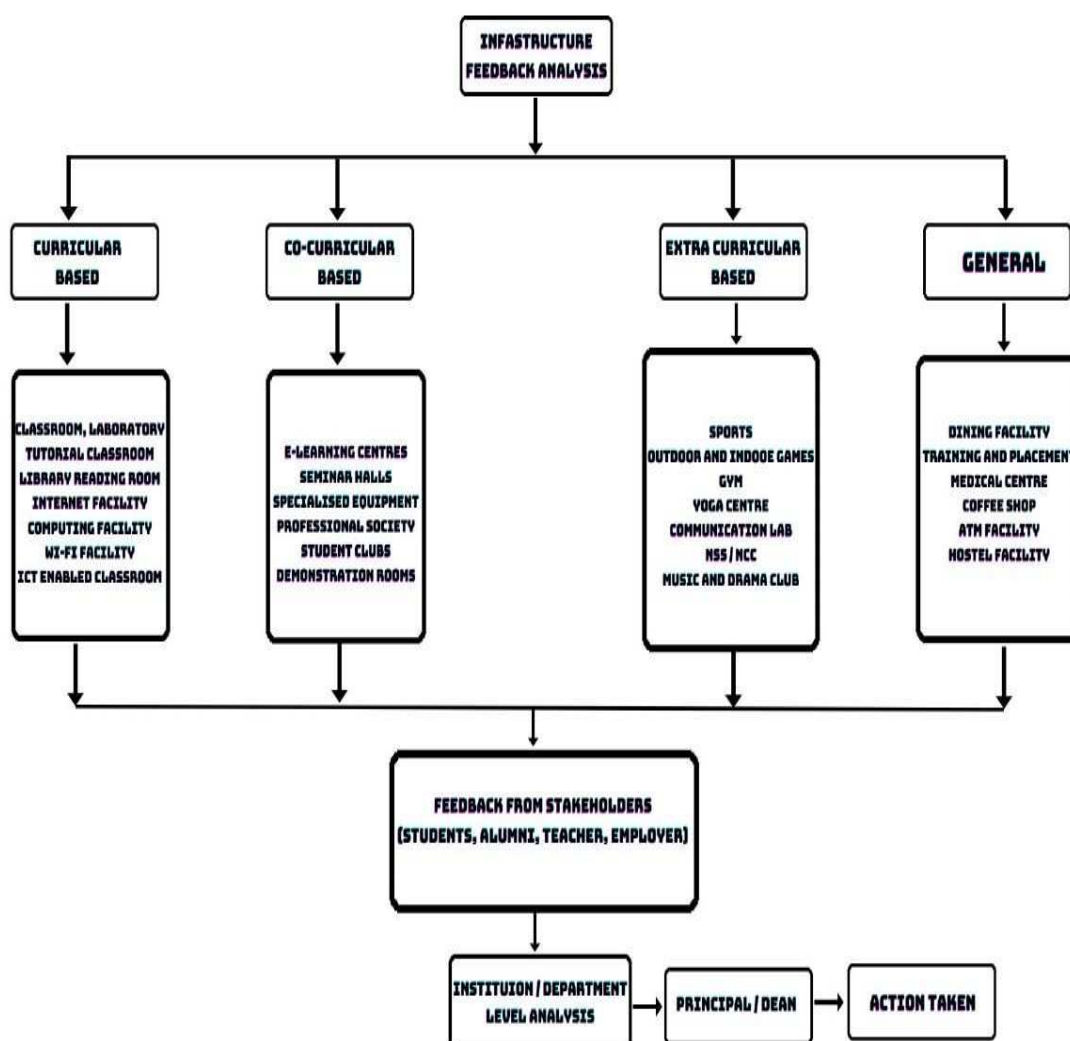 INFASTRUCTURE
FEEDBACK ANALYSIS
CURRICULAR
BASED
CO-CURRICULAR
BASED
EXTRA CURRICULAR
BASED
GENERAL
CLASSROOM, LABORATORY
TUTORIAL CLASSROOM
LIBRARY READING ROOM
INTERNET FACILITY
COMPUTING FACILITY
WI-FI FACILITY
ICT ENABLED CLASSROOM
E-LEARNING CENTRES
SEMINAR HALLS
SPECIALISED EQUIPMENT
PROFESSIONAL SOCIETY
STUDENT CLUBS
DEMONSTRATION ROOMS
SPORTS
OUTDOOR AND INDOOE GAMES
GYM
YOGA CENTRE
COMMUNICATION LAB
NSS / NCC
MUSIC AND DRAMA CLUB
DINING FACILITY
TRAINING AND PLACEMENT
MEDICAL CENTRE
COFFEE SHOP
ATM FACILITY
HOSTEL FACILITY
FEEDBACK FROM STAKEHOLDERS
(STUDENTS, ALUMNI, TEACHER, EMPLOYER)
INSTITUION / DEPARTMENT
LEVEL ANALYSIS
PRINCIPAL / DEAN
ACTION TAKEN